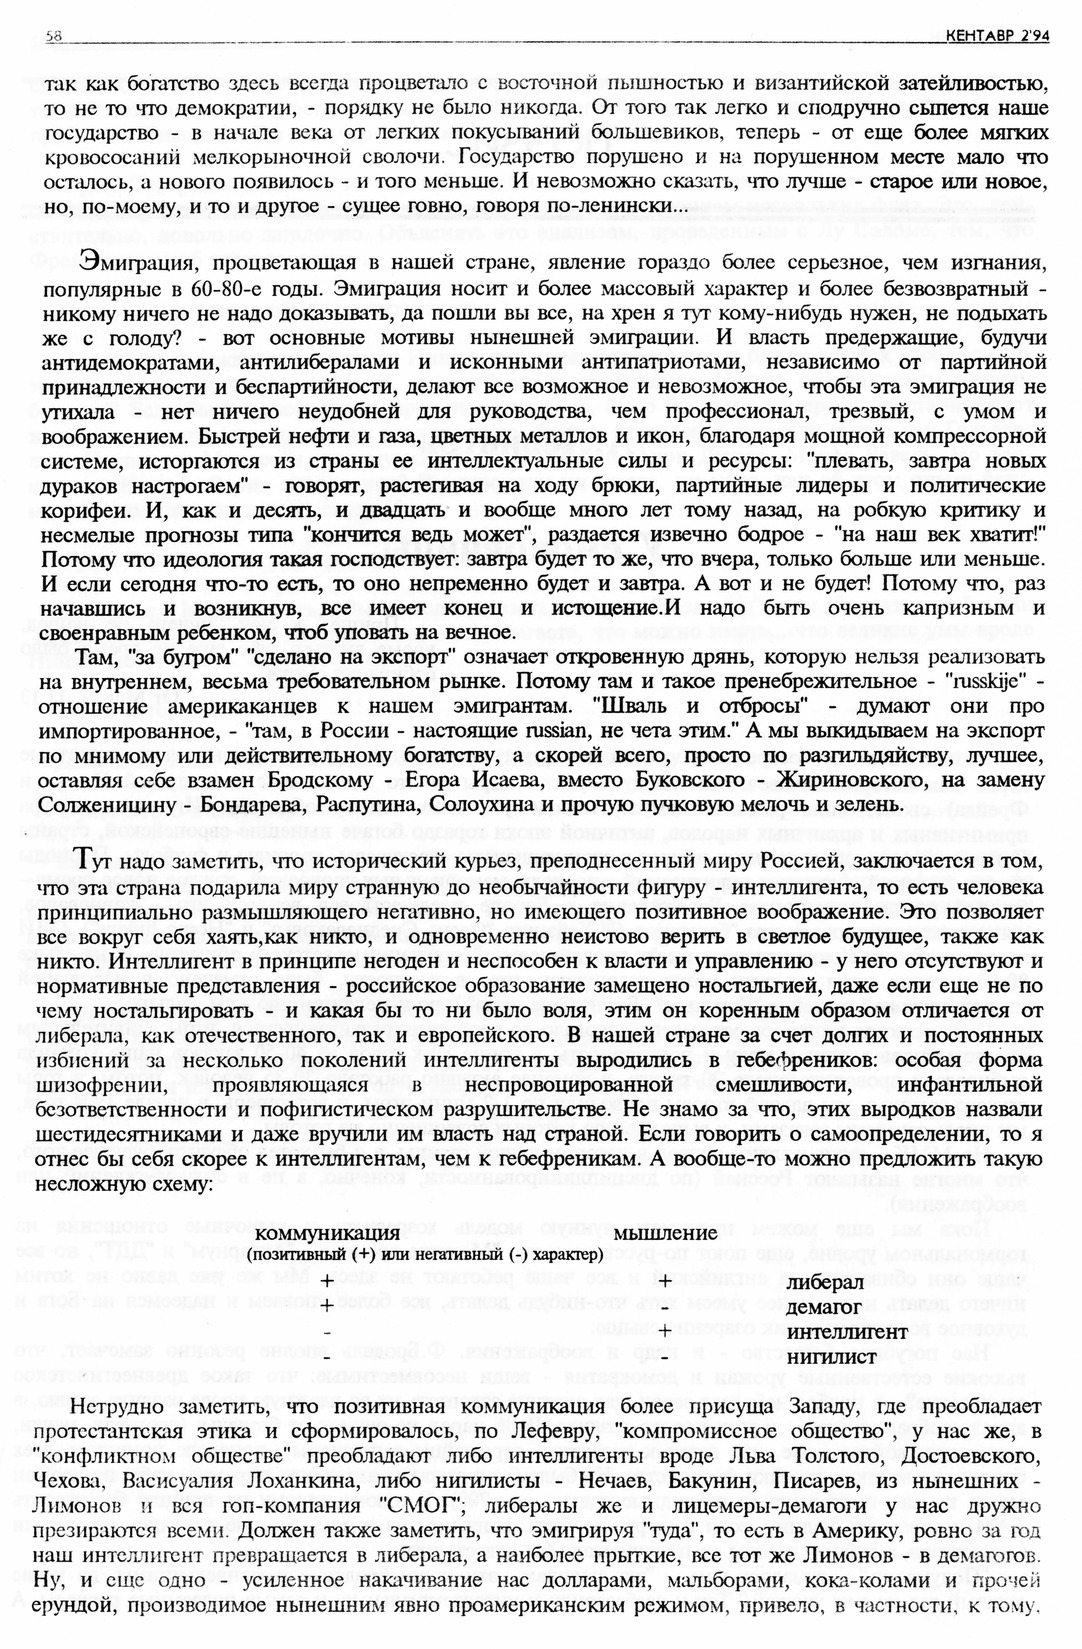 58
КЕНТАВР 2'94
так как богатство здесь всегда процветало с восточной пышностью и византийской затейливостью,
то не то что демократии, - порядку не было никогда. От того так легко и сподручно сыпется наше
государство - в начале века от легких покусываний большевиков, теперь - от еще более мягких
кровососаний мелкорыночной сволочи. Государство порушено и на порушенном месте мало что
осталось, а нового появилось - и того меньше. И невозможно сказать, что лучше - старое или новое,
но, по-моему, и то и другое - сущее говно, говоря по-ленински...
Эмиграция, процветающая в нашей стране, явление гораздо более серьезное, чем изгнания,
популярные в 60-80-е годы. Эмиграция носит и более массовый характер и более безвозвратный -
никому ничего не надо доказывать, да пошли вы все, на хрен я тут кому-нибудь нужен, не подыхать
же с голоду? - вот основные мотивы нынешней эмиграции. И власть предержащие, будучи
антидемократами, антилибералами и исконными антипатриотами, независимо от партийной
принадлежности и беспартийности, делают все возможное и невозможное, чтобы эта эмиграция не
утихала - нет ничего неудобней для руководства, чем профессионал, трезвый, с умом и
воображением. Быстрей нефти и газа, цветных металлов и икон, благодаря мощной компрессорной
системе, исторгаются из страны ее интеллектуальные силы и ресурсы: "плевать, завтра новых
дураков настрогаем" - говорят, растегивая на ходу брюки, партийные лидеры и политические
корифеи. И, как и десять, и двадцать и вообще много лет тому назад, на робкую критику и
несмелые прогнозы типа "кончится ведь может", раздается извечно бодрое - "на наш век хватит!"
Потому что идеология такая господствует: завтра будет то же, что вчера, только больше или меньше.
И если сегодня что-то есть, то оно непременно будет и завтра. А вот и не будет! Потому что, раз
начавшись и возникнув, все имеет конец и истощение.И надо быть очень капризным и
своенравным ребенком, чтоб уповать на вечное.
Там, "за бугром" "сделано на экспорт" означает откровенную дрянь, которую нельзя реализовать
на внутреннем, весьма требовательном рынке. Потому там и такое пренебрежительное - "russkije" -
отношение америкаканцев к нашем эмигрантам. "Шваль и отбросы" - думают они про
импортированное, - "там, в России - настоящие russian, не чета этим." А мы выкидываем на экспорт
по мнимому или действительному богатству, а скорей всего, просто по разгильдяйству, лучшее,
оставляя себе взамен Бродскому - Егора Исаева, вместо Буковского - Жириновского, на замену
Солженицину - Бондарева, Распутина, Солоухина и прочую пучковую мелочь и зелень.
Тут надо заметить, что исторический курьез, преподнесенный миру Россией, заключается в том,
что эта страна подарила миру странную до необычайности фигуру - интеллигента, то есть человека
принципиально размышляющего негативно, но имеющего позитивное воображение. Это позволяет
все вокруг себя хаять,как никто, и одновременно неистово верить в светлое будущее, также как
никто. Интеллигент в принципе негоден и неспособен к власти и управлению - у него отсутствуют и
нормативные представления - российское образование замещено ностальгией, даже если еще не по
чему ностальгировать - и какая бы то ни было воля, этим он коренным образом отличается от
либерала, как отечественного, так и европейского. В нашей стране за счет долгих и постоянных
избиений за несколько поколений интеллигенты выродились в гебефреников: особая форма
шизофрении, проявляющаяся в неспровоцированной смешливости, инфантильной
безответственности и пофигистическом разрушительстве. Не знамо за что, этих выродков назвали
шестидесятниками и даже вручили им власть над страной. Если говорить о самоопределении, то я
отнес бы себя скорее к интеллигентам, чем к гебефреникам. А вообще-то можно предложить такую
несложную схему:
коммуникация мышление
(позитивный (+) или негативный (-) характер)
+ + либерал
+ - демагог
- + интеллигент
- - нигилист
Нетрудно заметить, что позитивная коммуникация более присуща Западу, где преобладает
протестантская этика и сформировалось, по Лефевру, "компромиссное общество", у нас же, в
"конфликтном обществе" преобладают либо интеллигенты вроде Льва Толстого, Достоевского,
Чехова, Васисуалия Лоханкина, либо нигилисты - Нечаев, Бакунин, Писарев, из нынешних -
Лимонов и вся гоп-компания "СМОГ"; либералы же и лицемеры-демагоги у нас дружно
презираются всеми. Должен также заметить, что эмигрируя "туда", то есть в Америку, ровно за год
наш интеллигент превращается в либерала, а наиболее прыткие, все тот же Лимонов - в демагогов.
Ну, и еще одно - усиленное накачивание нас долларами, мальборами, кока-колами и прочей
ерундой, производимое нынешним явно проамериканским режимом, привело, в частности, к тому,